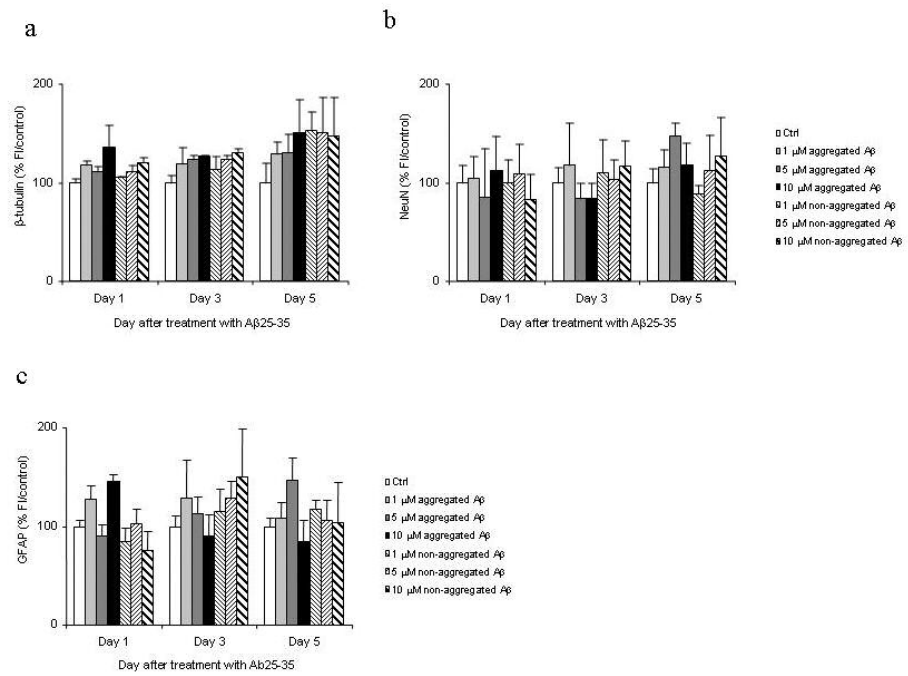 a
200
100
0
β-tubulin (% FI/control)
Day 1 Day 3 Day 5
Day after treatment with Aβ25-35
b
200
100
0
NeuN (% FI/control)
Day 1 Day 3 Day 5
Day after treatment with Aβ25-35
Ctrl
1 μM aggregated Aβ
5 μM aggregated Aβ
10 μM aggregated Aβ
1 μM non-aggregated Aβ
5 μM non-aggregated Aβ
10 μM non-aggregated Aβ
c
200
100
0
GFAP (% FI/control)
Day 1 Day 3 Day 5
Day after treatment with Ab25-35
Ctrl
1 μM aggregated Aβ
5 μM aggregated Aβ
10 μM aggregated Aβ
1 μM non-aggregated Aβ
5 μM non-aggregated Aβ
10 μM non-aggregated Aβ